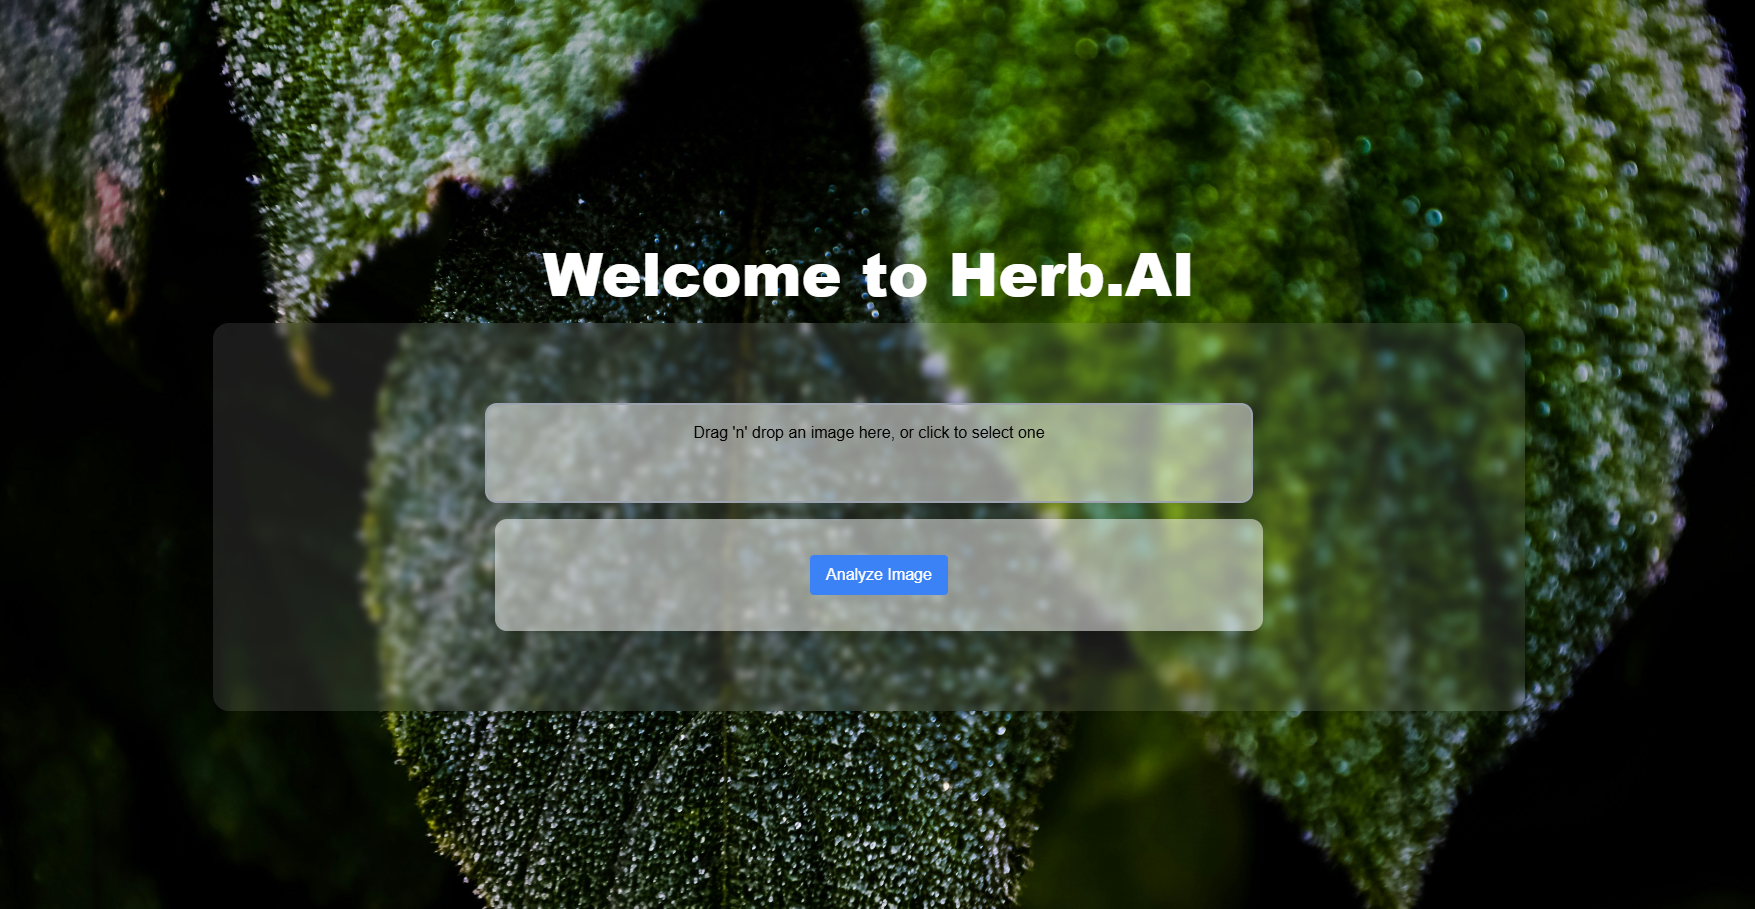 Welcome to Herb.AI
Drag 'n' drop an image here, or click to select one
Analyze Image